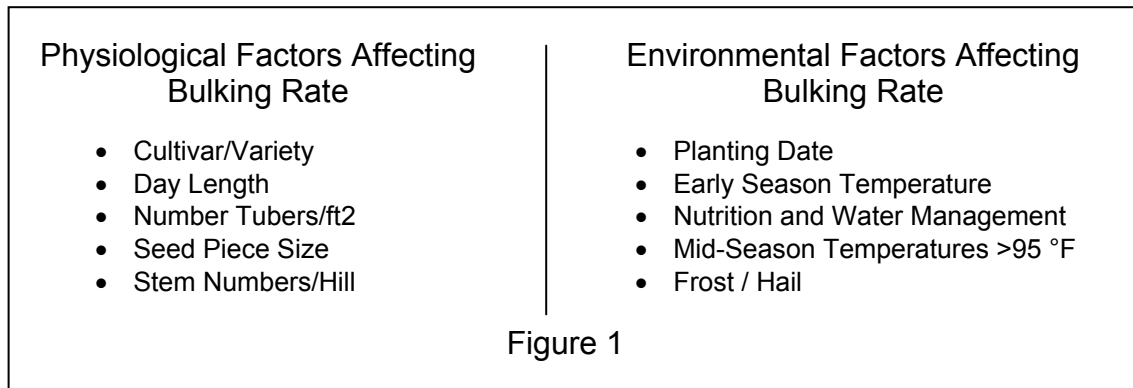 Physiological Factors Affecting
Bulking Rate
• Cultivar/Variety
• Day Length
• Number Tubers/ft2
• Seed Piece Size
• Stem Numbers/Hill
Environmental Factors Affecting
Bulking Rate
• Planting Date
• Early Season Temperature
• Nutrition and Water Management
• Mid-Season Temperatures >95 °F
• Frost / Hail
Figure 1